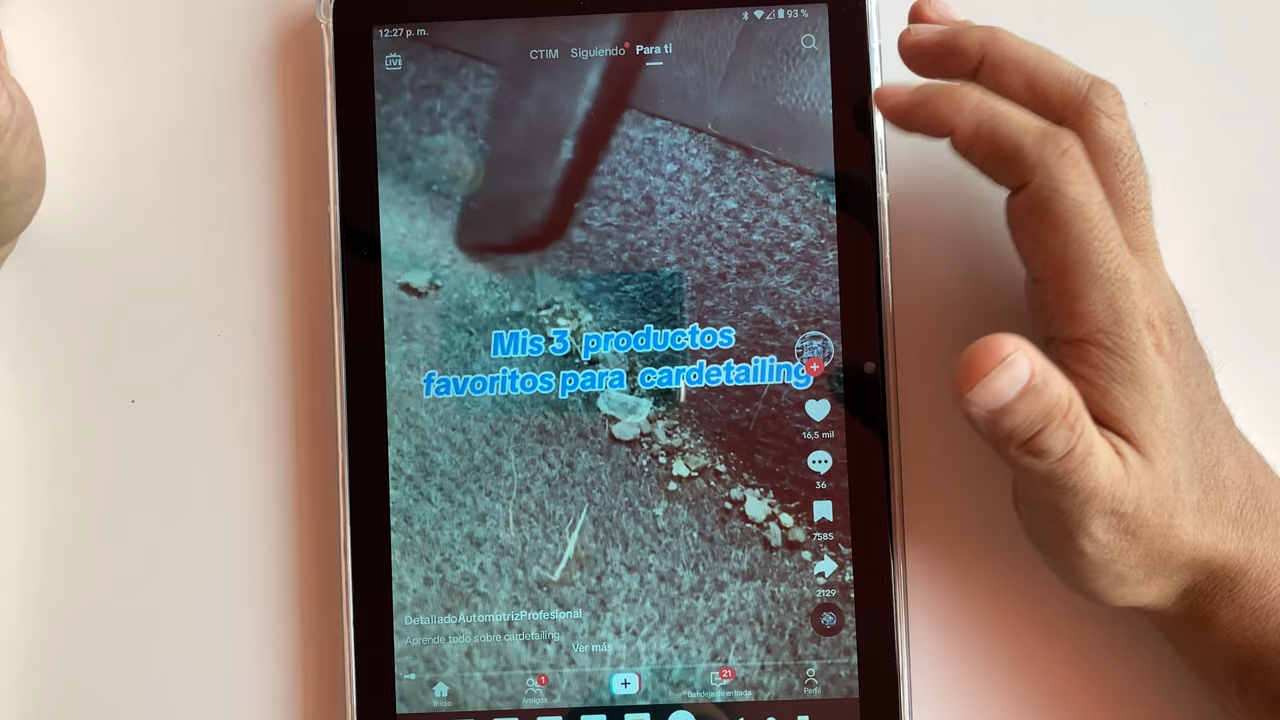 12:27 p. m.
93 %
LIVE
CTIM Siguiendo Para ti
Mis 3 productos
favoritos para cardetailing
16,5 mil
36
7585
2129
DetalladoAutomotrizProfesional
Aprende todo sobre cardetailing
Ver más
Inicio
1
Amigos
21
Bandeja de entrada
Perfil